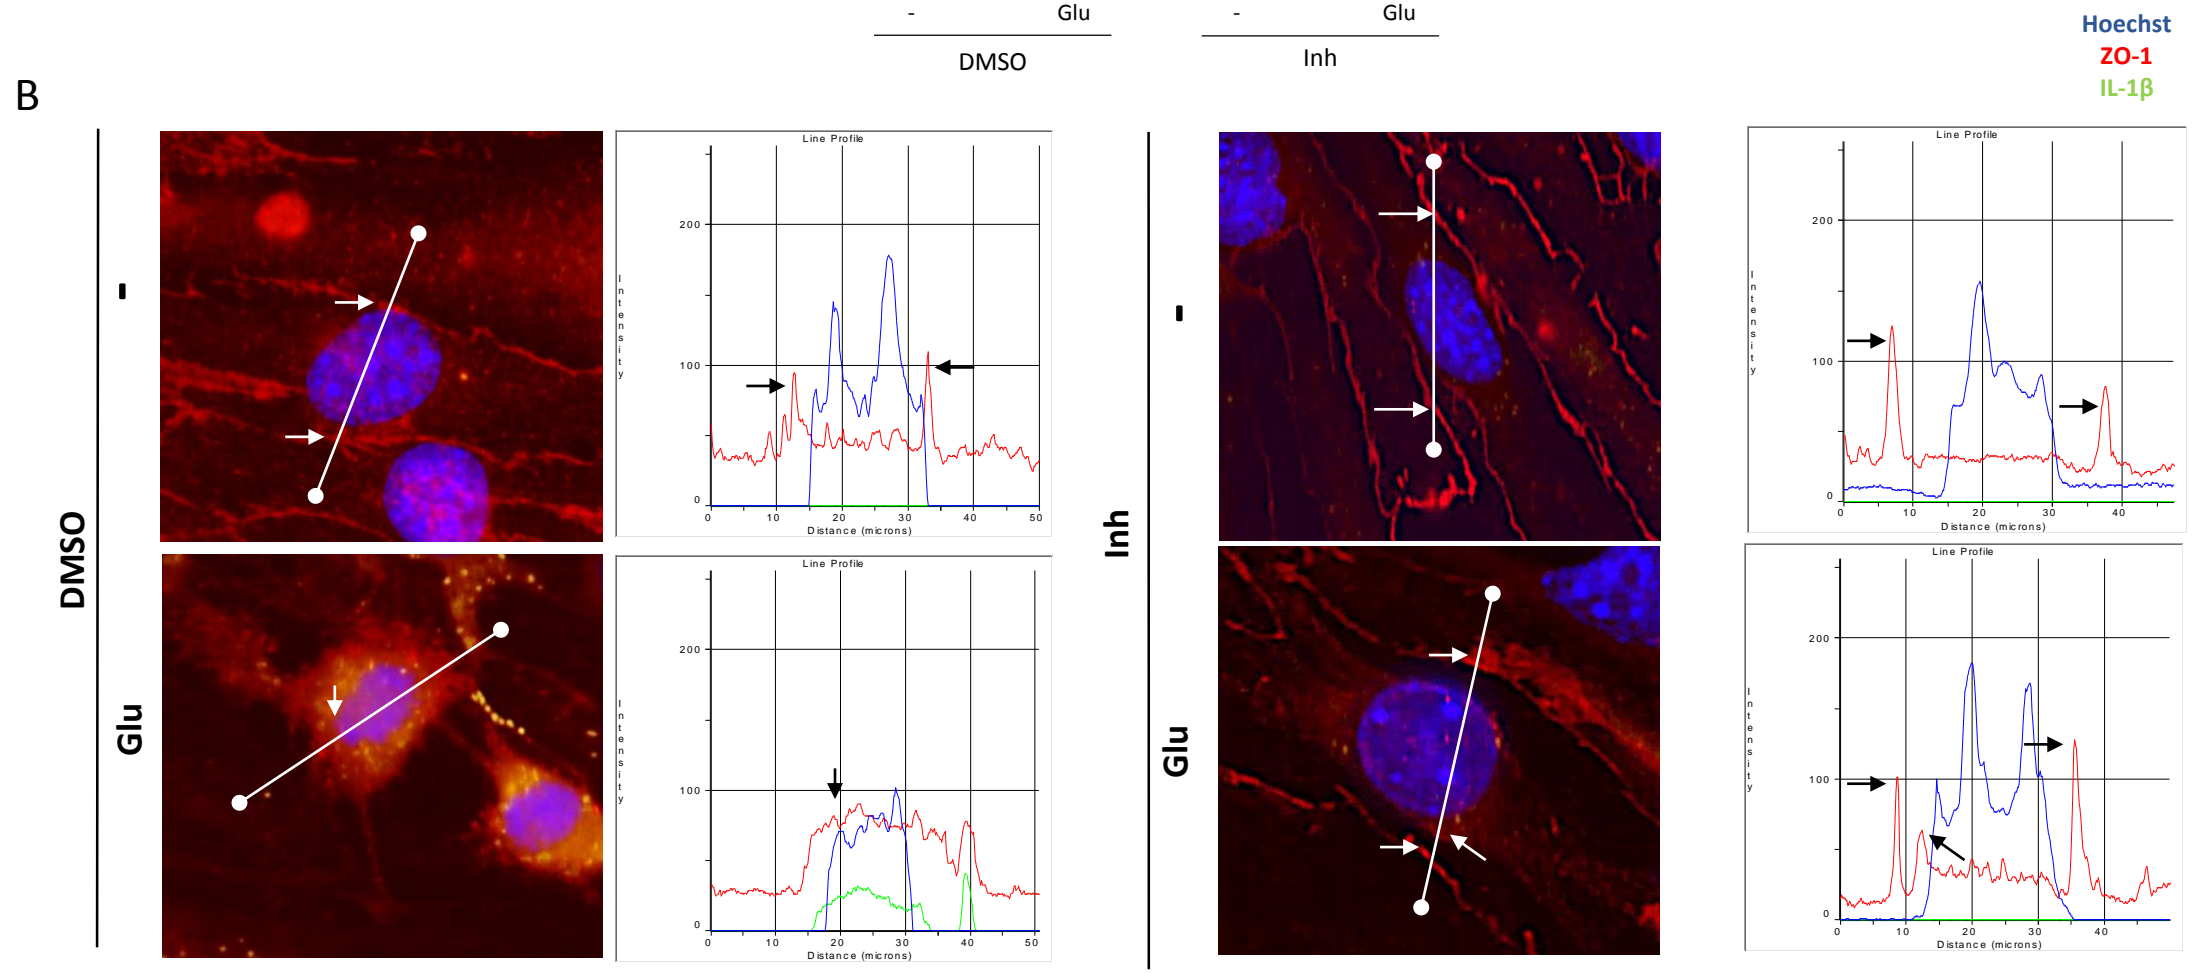 - Glu - Glu
DMSO Inh
Hoechst
ZO-1
IL-1β
B
DMSO
-
Glu
Inh
-
Glu
Line Profile
Intensity
200
100
0
0 10 20 30 40 50
Distance (microns)
Line Profile
Intensity
200
100
0
0 10 20 30 40
Distance (microns)
Line Profile
Intensity
200
100
0
0 10 20 30 40 50
Distance (microns)
Line Profile
Intensity
200
100
0
0 10 20 30 40
Distance (microns)